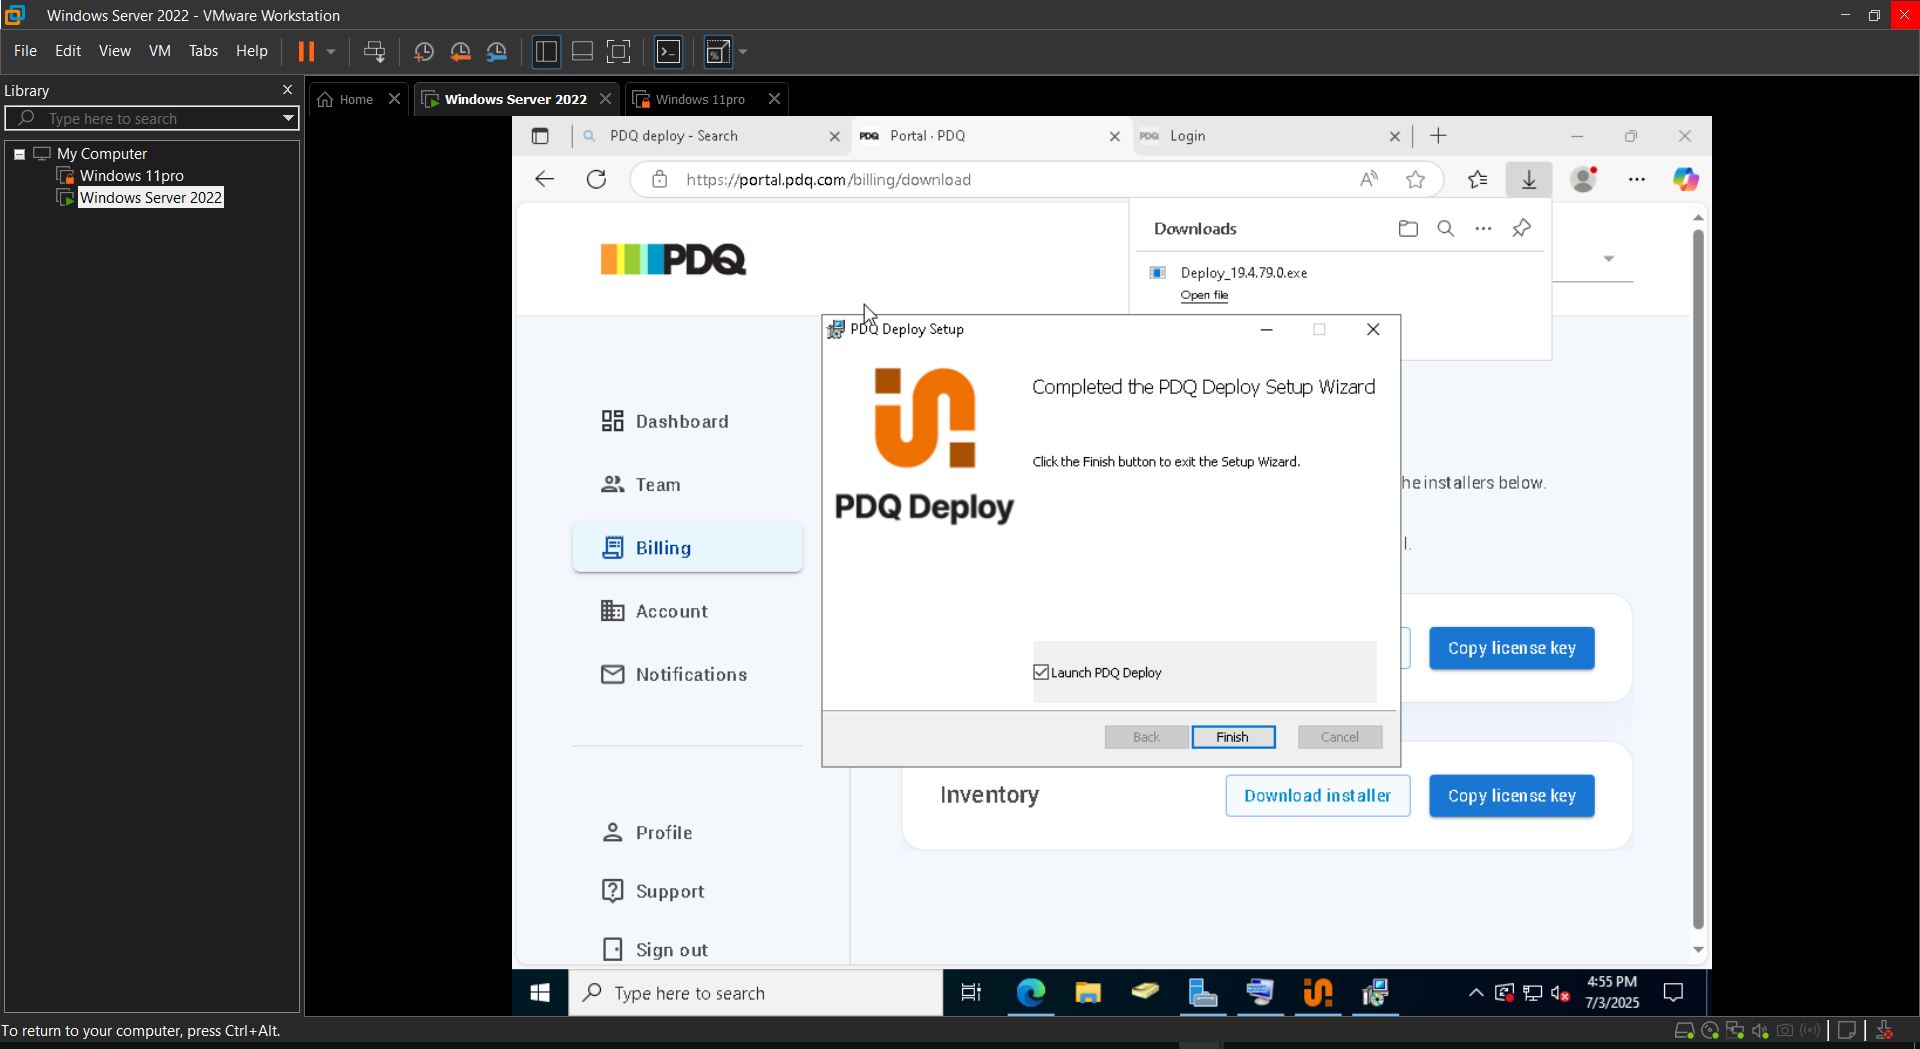 Windows Server 2022 - VMware Workstation
File Edit View VM Tabs Help
Library
Type here to search
My Computer
Windows 11pro
Windows Server 2022
Home
Windows Server 2022
Windows 11pro
PDQ deploy - Search
PDQ Portal · PDQ
PDQ Login
https://portal.pdq.com/billing/download
PDQ
Downloads
Deploy_19.4.79.0.exe
Open file
Dashboard
Team
Billing
Account
Notifications
Profile
Support
Sign out
PDQ Deploy Setup
PDQ Deploy
Completed the PDQ Deploy Setup Wizard
Click the Finish button to exit the Setup Wizard.
Launch PDQ Deploy
Back Finish Cancel
he installers below.
l.
Copy license key
Inventory
Download installer
Copy license key
Type here to search
4:55 PM
7/3/2025
To return to your computer, press Ctrl+Alt.